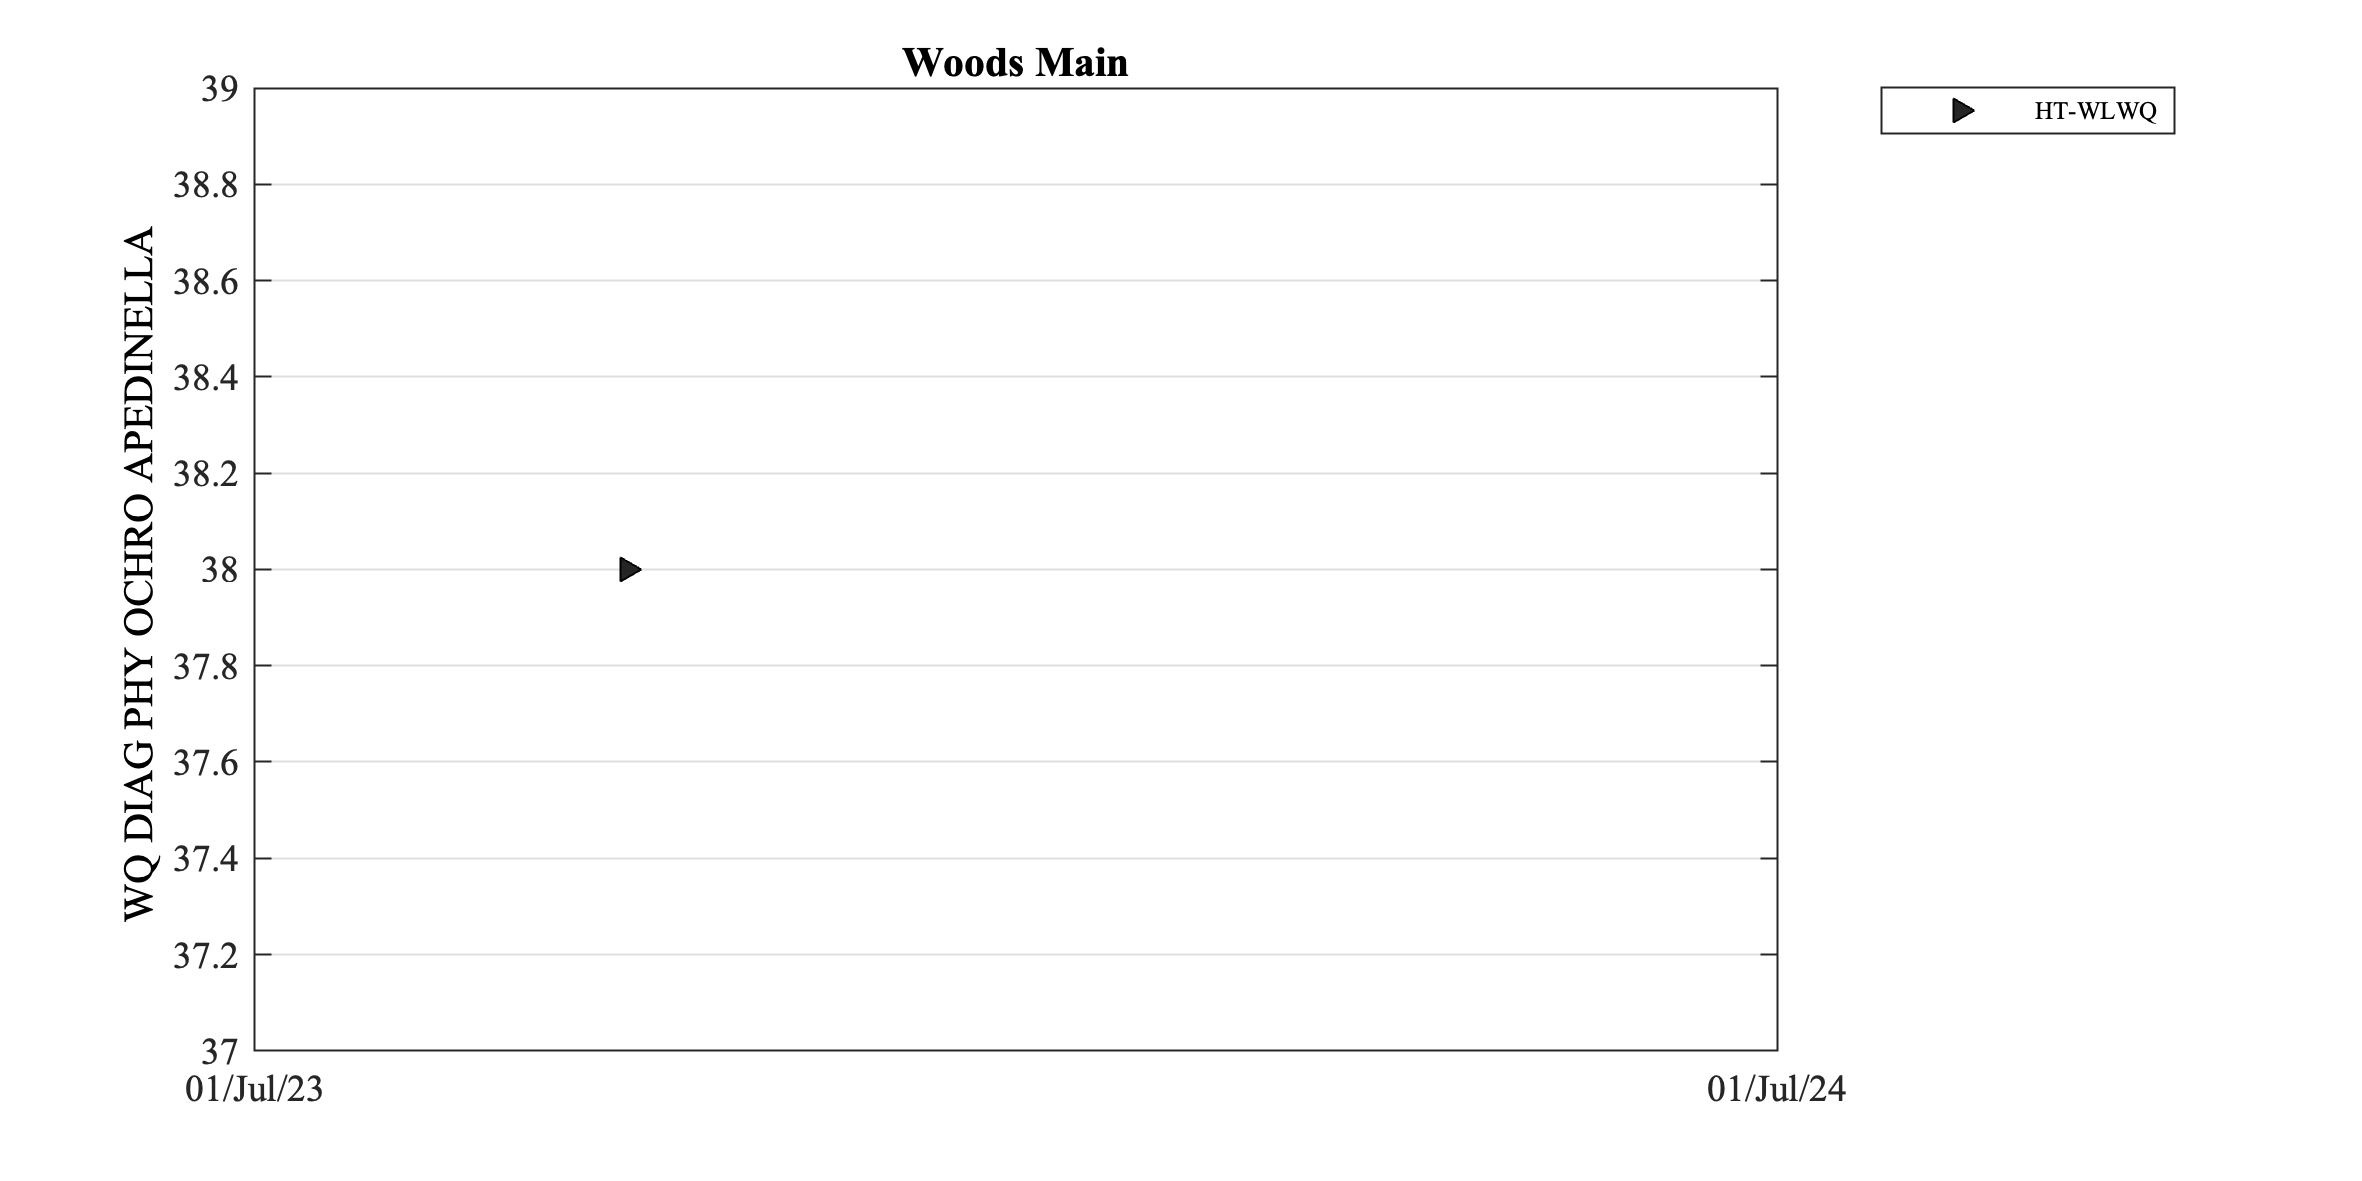 Woods Main
HT-WLWQ
WQ DIAG PHY OCHRO APEDINELLA
39
38.8
38.6
38.4
38.2
38
37.8
37.6
37.4
37.2
37
01/Jul/23
01/Jul/24